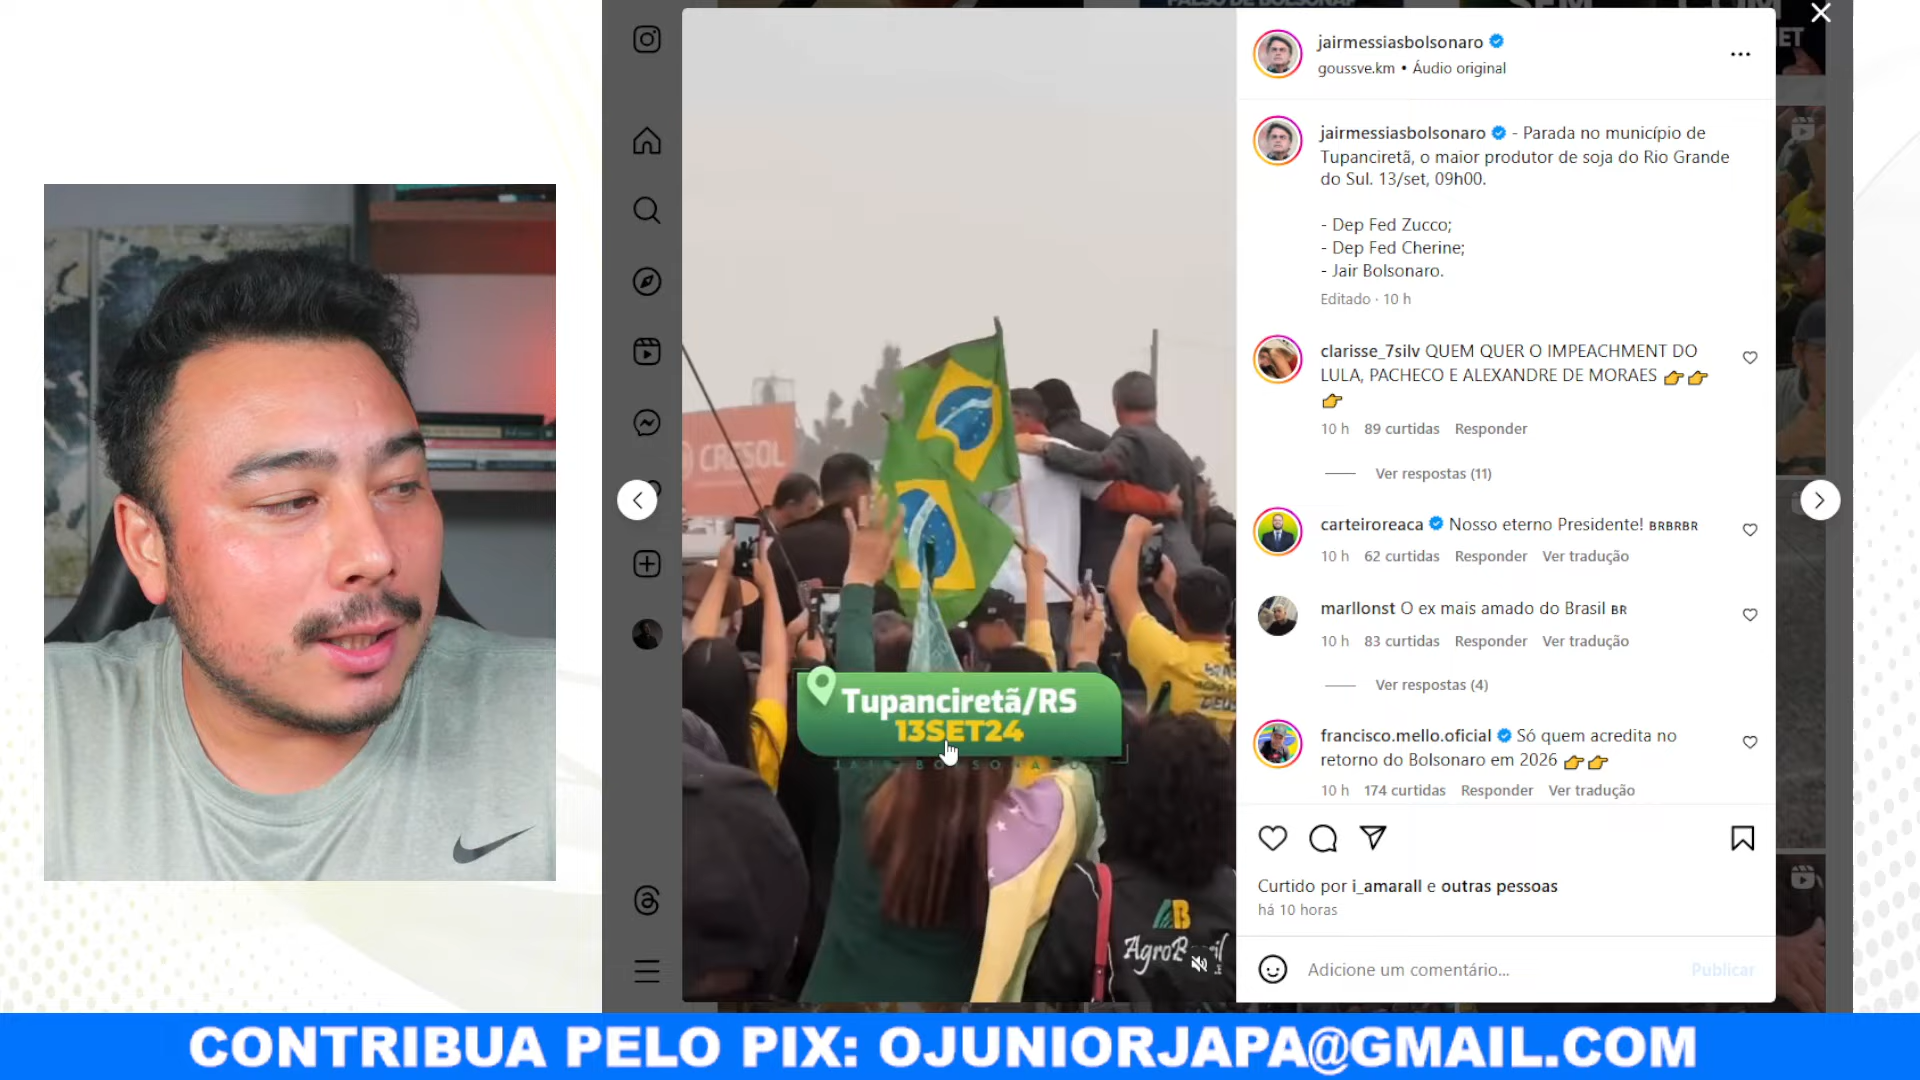 jairmessiasbolsonaro
goussve.km • Áudio original
jairmessiasbolsonaro - Parada no município de
Tupanciretã, o maior produtor de soja do Rio Grande
do Sul. 13/set, 09h00.
- Dep Fed Zucco;
- Dep Fed Cherine;
- Jair Bolsonaro.
Editado · 10 h
clarisse_7silv QUEM QUER O IMPEACHMENT DO
LULA, PACHECO E ALEXANDRE DE MORAES 👉👉
👉
10 h 89 curtidas Responder
Ver respostas (11)
carteiroreaca Nosso eterno Presidente! BRBRBR
10 h 62 curtidas Responder Ver tradução
marllonst O ex mais amado do Brasil BR
10 h 83 curtidas Responder Ver tradução
Ver respostas (4)
francisco.mello.oficial Só quem acredita no
retorno do Bolsonaro em 2026 👉👉
10 h 174 curtidas Responder Ver tradução
Curtido por i_amarall e outras pessoas
há 10 horas
Adicione um comentário...
Publicar
CRESOL
Tupanciretã/RS
13SET24
JAIR BOLSONARO
CONTRIBUA PELO PIX: OJUNIORJAPA@GMAIL.COM